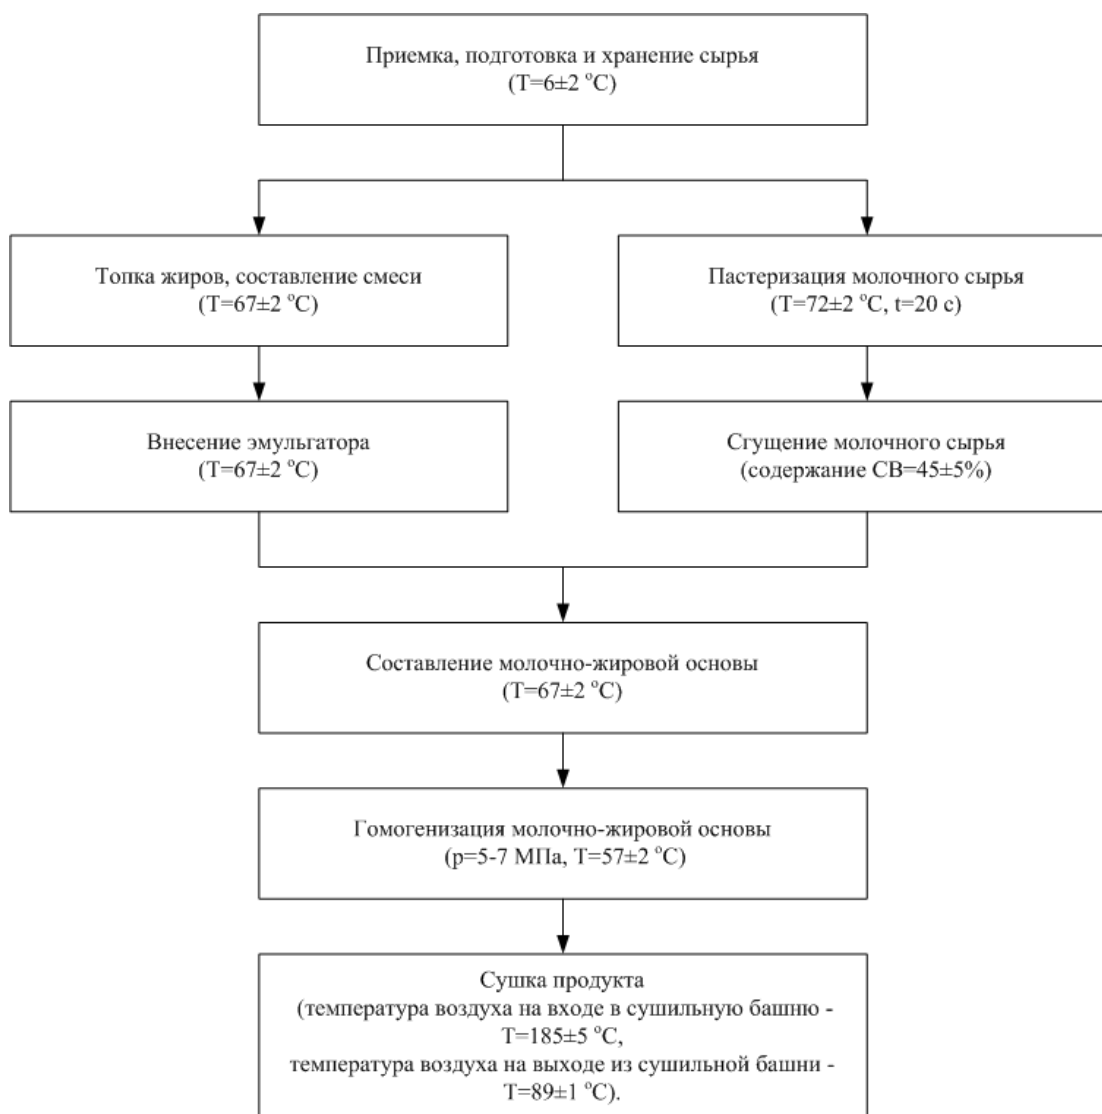 Приемка, подготовка и хранение сырья
(T=6±2 °C)
Топка жиров, составление смеси
(T=67±2 °C)
Пастеризация молочного сырья
(T=72±2 °C, t=20 с)
Внесение эмульгатора
(T=67±2 °C)
Сгущение молочного сырья
(содержание СВ=45±5%)
Составление молочно-жировой основы
(T=67±2 °C)
Гомогенизация молочно-жировой основы
(p=5-7 МПа, T=57±2 °C)
Сушка продукта
(температура воздуха на входе в сушильную башню -
T=185±5 °C,
температура воздуха на выходе из сушильной башни -
T=89±1 °C).